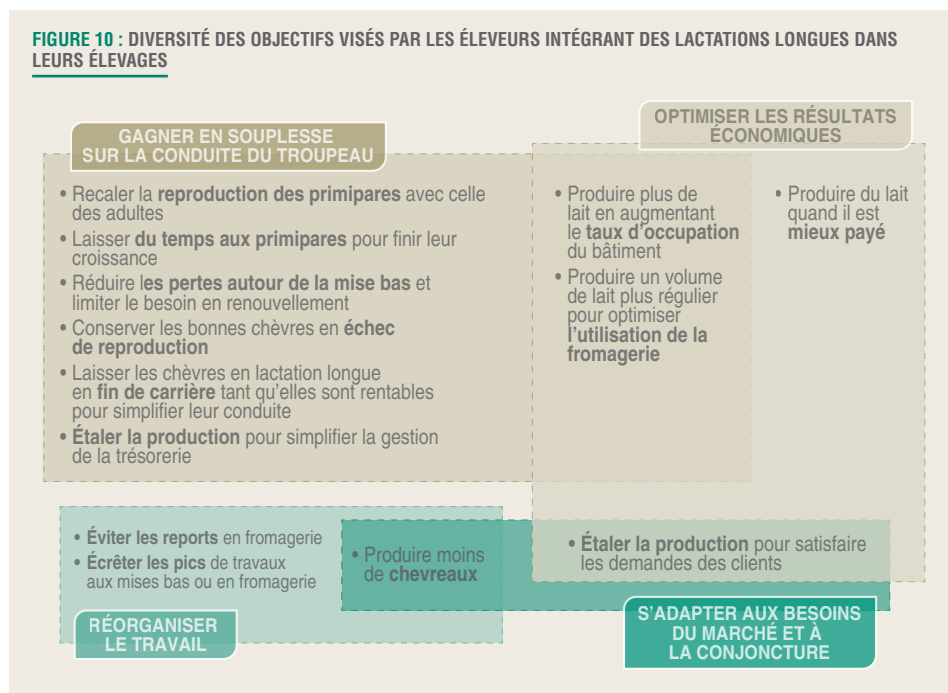 FIGURE 10 : DIVERSITÉ DES OBJECTIFS VISÉS PAR LES ÉLEVEURS INTÉGRANT DES LACTATIONS LONGUES DANS
LEURS ÉLEVAGES
GAGNER EN SOUPLESSE
SUR LA CONDUITE DU TROUPEAU
• Recaler la reproduction des primipares avec celle
des adultes
• Laisser du temps aux primipares pour finir leur
croissance
• Réduire les pertes autour de la mise bas et
limiter le besoin en renouvellement
• Conserver les bonnes chèvres en échec
de reproduction
• Laisser les chèvres en lactation longue
en fin de carrière tant qu'elles sont rentables
pour simplifier leur conduite
• Étaler la production pour simplifier la gestion
de la trésorerie
OPTIMISER LES RÉSULTATS
ÉCONOMIQUES
• Produire plus de
lait en augmentant
le taux d'occupation
du bâtiment
• Produire un volume
de lait plus régulier
pour optimiser
l'utilisation de la
fromagerie
• Produire du lait
quand il est
mieux payé
• Éviter les reports en fromagerie
• Écrêter les pics de travaux
aux mises bas ou en fromagerie
RÉORGANISER
LE TRAVAIL
• Produire moins
de chevreaux
• Étaler la production pour satisfaire
les demandes des clients
S'ADAPTER AUX BESOINS
DU MARCHÉ ET À
LA CONJONCTURE